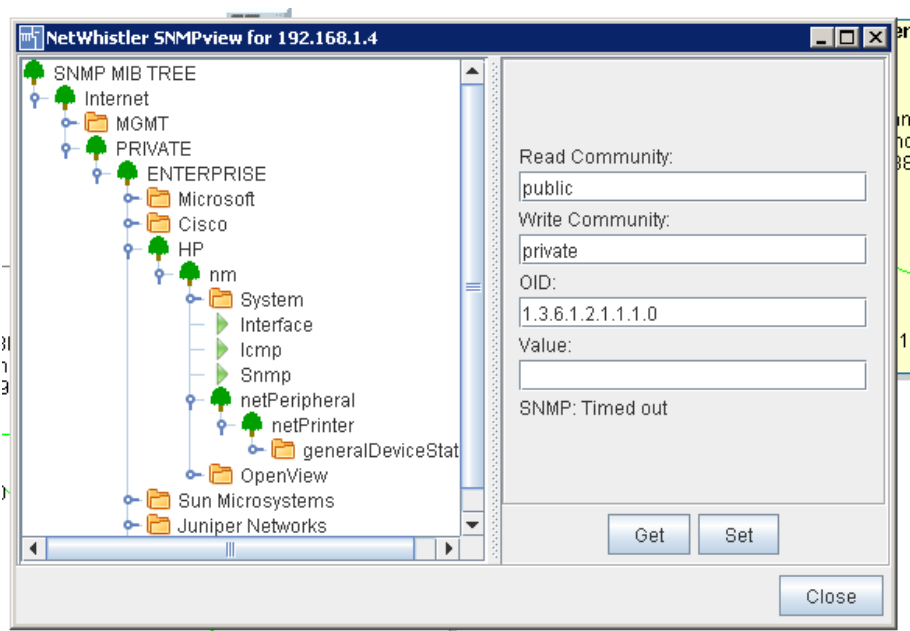 NetWhistler SNMPview for 192.168.1.4
SNMP MIB TREE
Internet
MGMT
PRIVATE
ENTERPRISE
Microsoft
Cisco
HP
nm
System
Interface
Icmp
Snmp
netPeripheral
netPrinter
generalDeviceStat
OpenView
Sun Microsystems
Juniper Networks
Read Community:
public
Write Community:
private
OID:
1.3.6.1.2.1.1.1.0
Value:
SNMP: Timed out
Get Set
Close